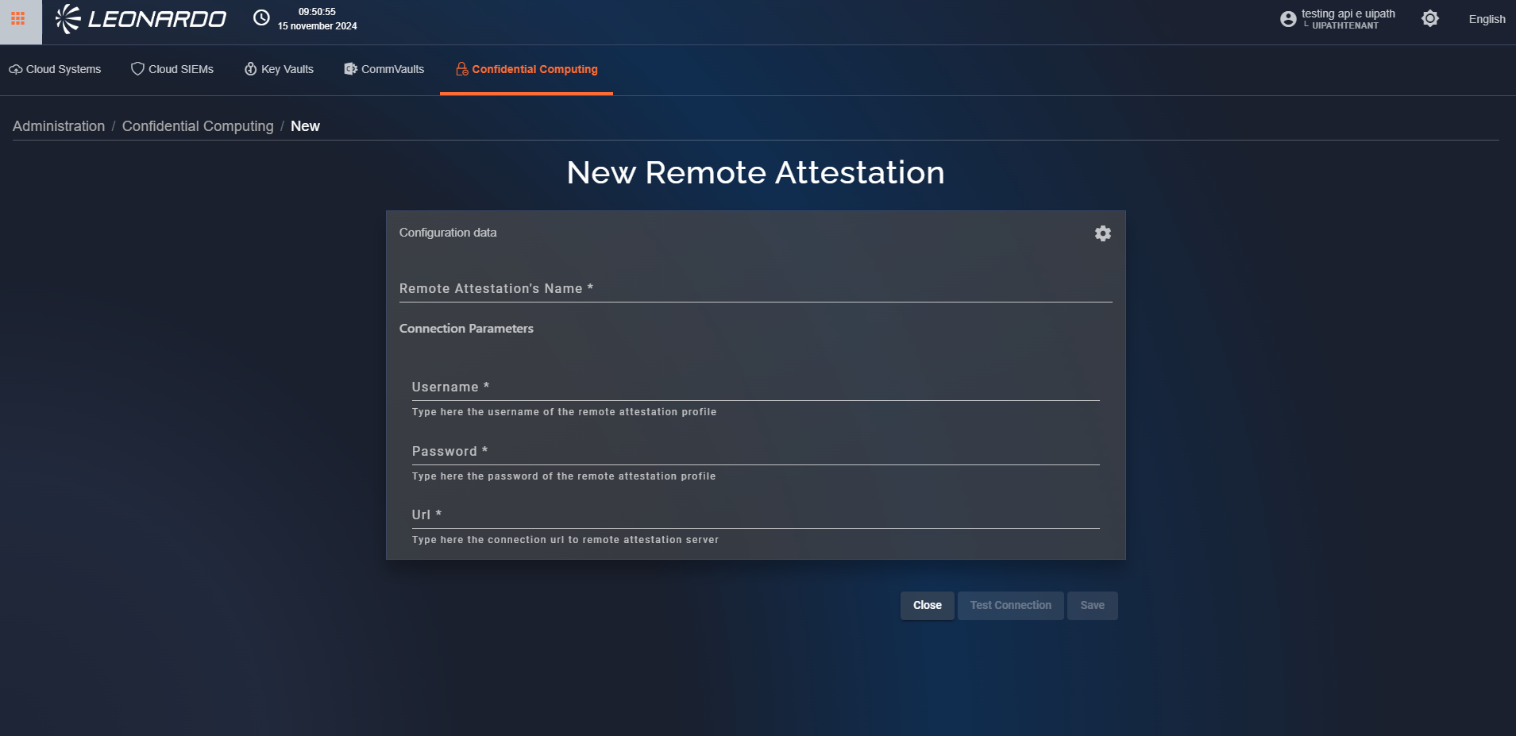 LEONARDO
09:50:55
15 november 2024
testing api e uipath
UIPATHTENANT
English
Cloud Systems
Cloud SIEMs
Key Vaults
CommVaults
Confidential Computing
Administration / Confidential Computing / New
New Remote Attestation
Configuration data
Remote Attestation's Name *
Connection Parameters
Username *
Type here the username of the remote attestation profile
Password *
Type here the password of the remote attestation profile
Url *
Type here the connection url to remote attestation server
Close
Test Connection
Save